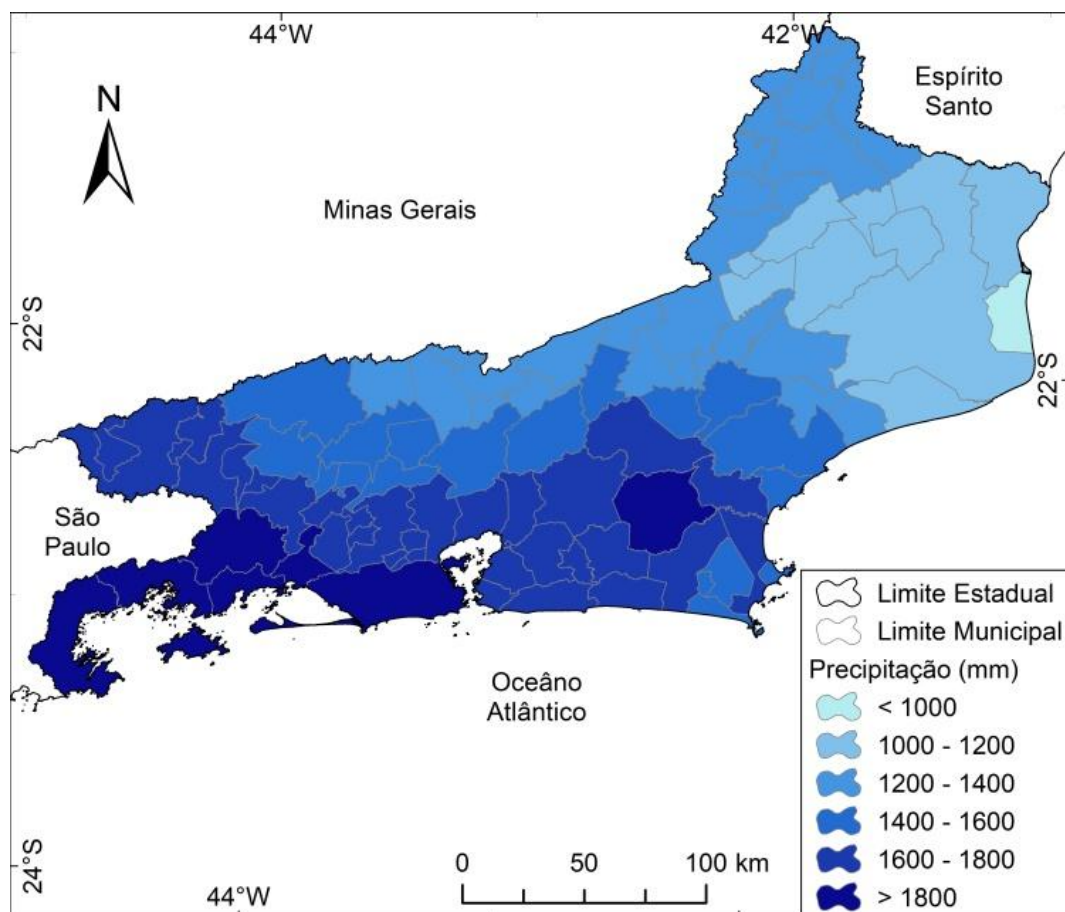 44°W
42°W
Espírito
Santo
N
Minas Gerais
22°S
22°S
São
Paulo
Oceâno
Atlântico
Limite Estadual
Limite Municipal
Precipitação (mm)
< 1000
1000 - 1200
1200 - 1400
1400 - 1600
1600 - 1800
> 1800
24°S
0 50 100 km
44°W